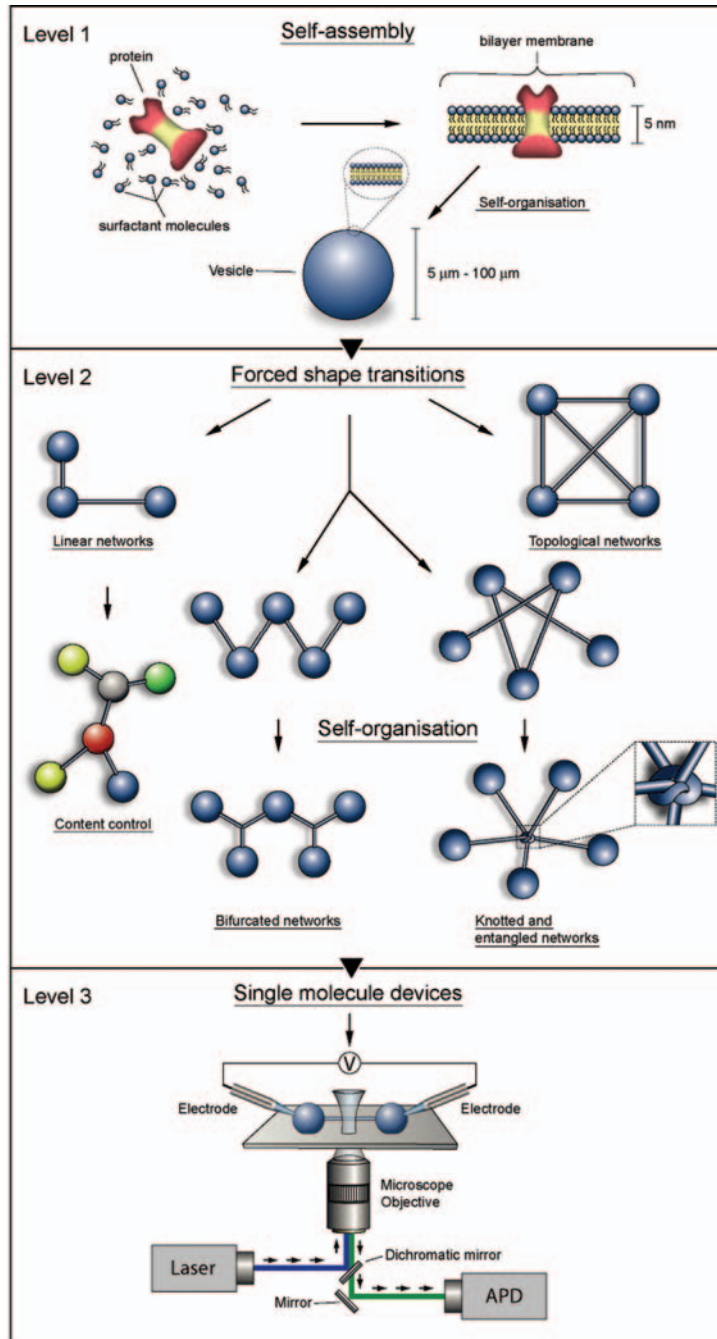 Level 1
Self-assembly
protein
bilayer membrane
5 nm
surfactant molecules
Self-organisation
Vesicle
5 μm - 100 μm
Level 2
Forced shape transitions
Linear networks
Topological networks
Self-organisation
Content control
Bifurcated networks
Knotted and
entangled networks
Level 3
Single molecule devices
V
Electrode
Electrode
Microscope
Objective
Laser
Dichromatic mirror
Mirror
APD